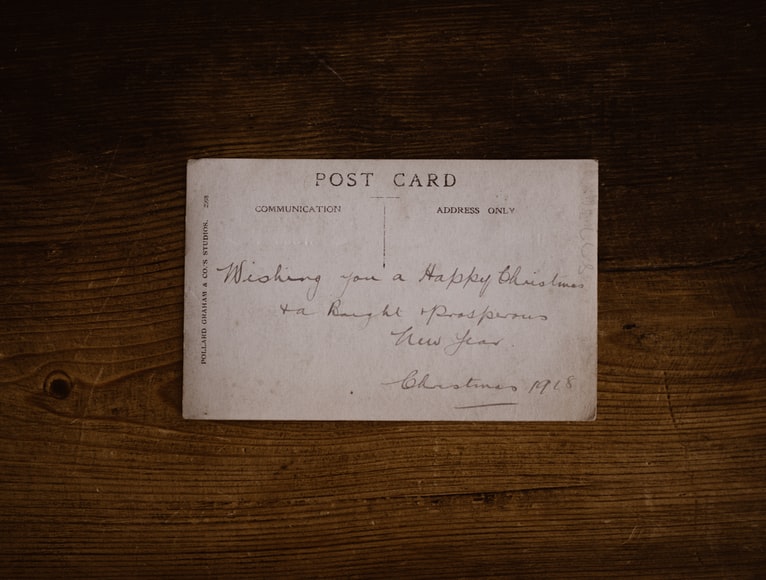 POST CARD
COMMUNICATION
ADDRESS ONLY
POLLARD GRAHAM & CO.'S STUDIOS.
Wishing you a Happy Christmas
& a Bright & Prosperous
New Year.
Christmas 1918